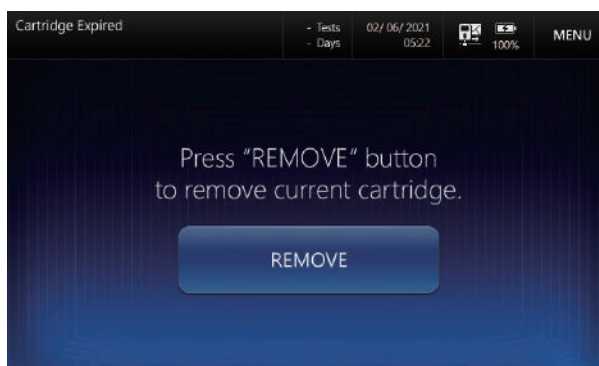 Cartridge Expired
- Tests
- Days
02/ 06/ 2021
05:22
100%
MENU
Press "REMOVE" button
to remove current cartridge.
REMOVE